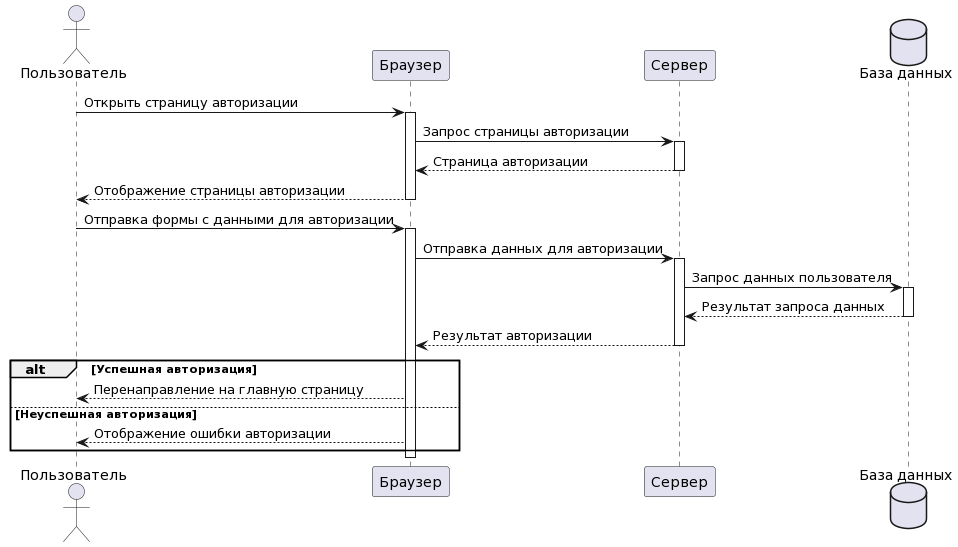 Пользователь
Браузер
Сервер
База данных
Открыть страницу авторизации
Запрос страницы авторизации
Страница авторизации
Отображение страницы авторизации
Отправка формы с данными для авторизации
Отправка данных для авторизации
Запрос данных пользователя
Результат запроса данных
Результат авторизации
alt [Успешная авторизация]
Перенаправление на главную страницу
[Неуспешная авторизация]
Отображение ошибки авторизации
Пользователь
Браузер
Сервер
База данных